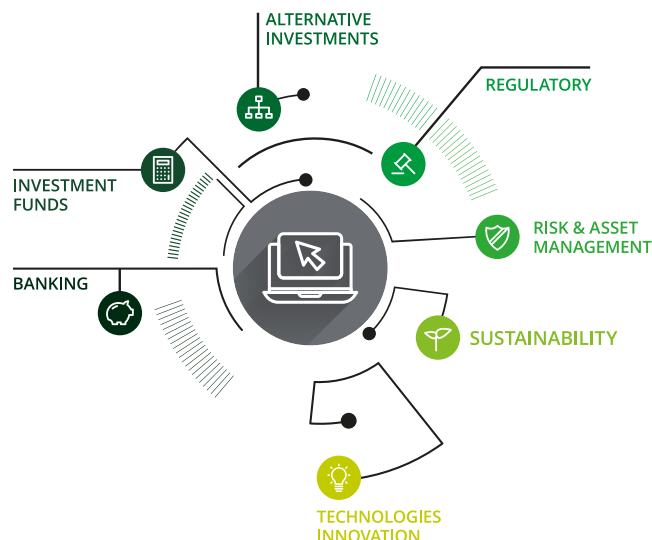 ALTERNATIVE
INVESTMENTS
REGULATORY
INVESTMENT
FUNDS
RISK & ASSET
MANAGEMENT
BANKING
SUSTAINABILITY
TECHNOLOGIES
INNOVATION